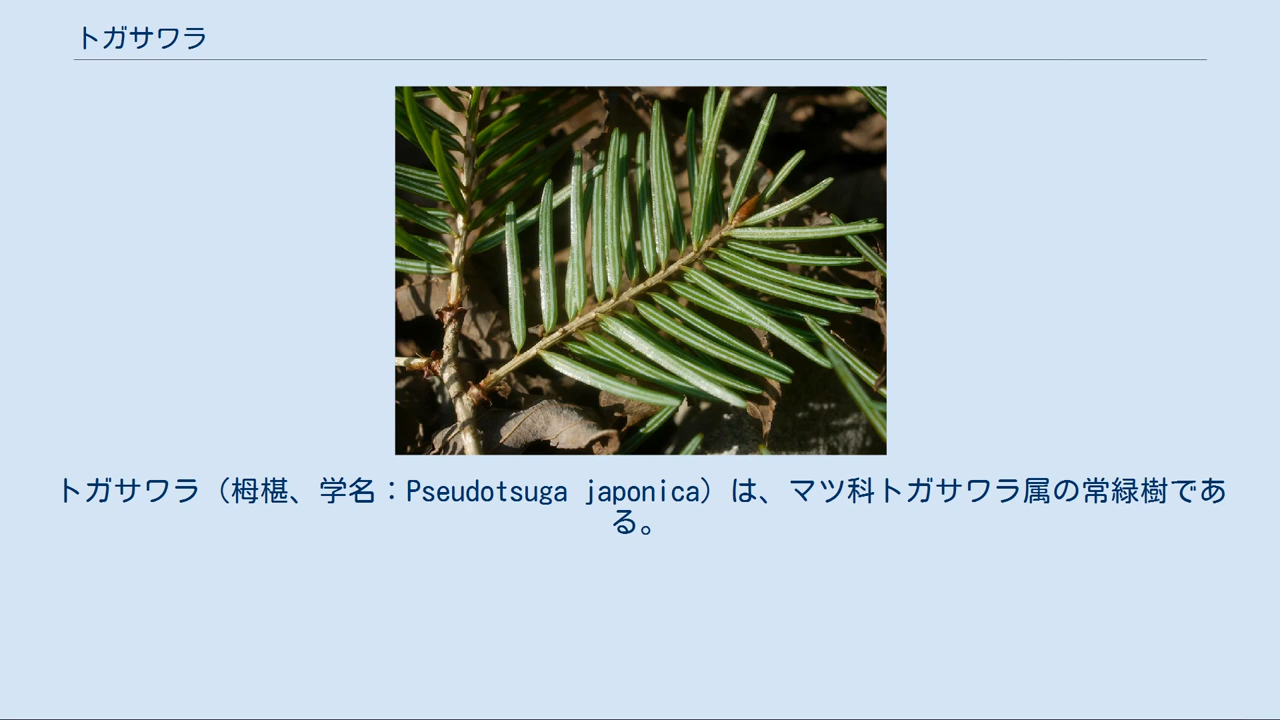 トガサワラ
トガサワラ（栂椹、学名：Pseudotsuga japonica）は、マツ科トガサワラ属の常緑樹であ
る。